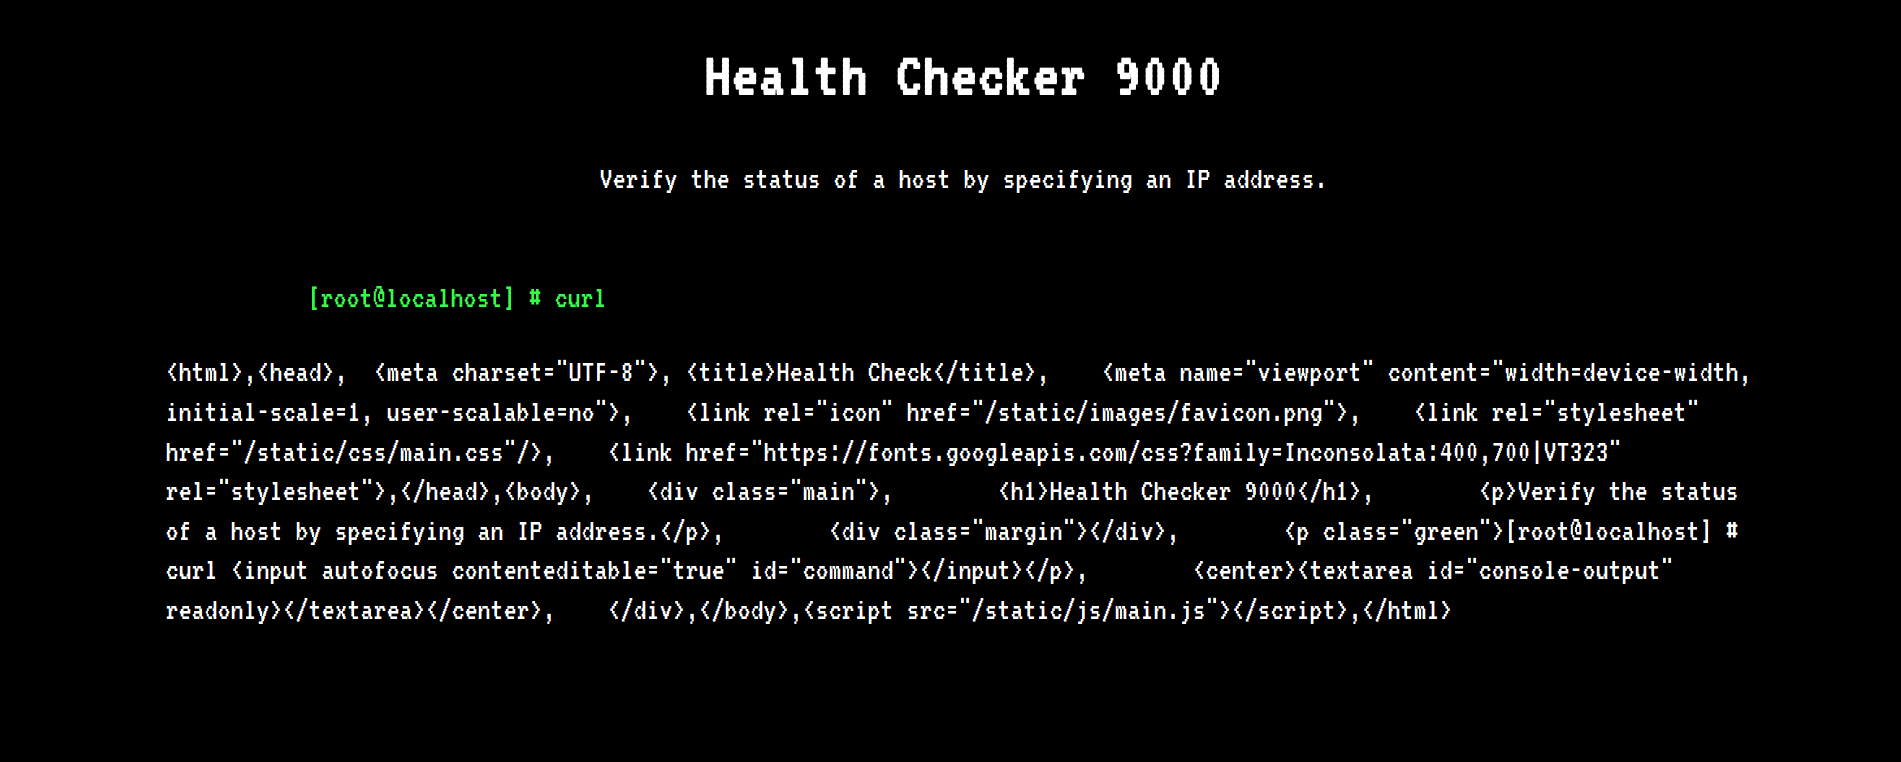 Health Checker 9000
Verify the status of a host by specifying an IP address.
[root@localhost] # curl
<html>,<head>,  <meta charset="UTF-8">, <title>Health Check</title>,    <meta name="viewport" content="width=device-width,
initial-scale=1, user-scalable=no">,    <link rel="icon" href="/static/images/favicon.png">,    <link rel="stylesheet"
href="/static/css/main.css"/>,    <link href="https://fonts.googleapis.com/css?family=Inconsolata:400,700|VT323"
rel="stylesheet">,</head>,<body>,    <div class="main">,        <h1>Health Checker 9000</h1>,        <p>Verify the status
of a host by specifying an IP address.</p>,        <div class="margin"></div>,        <p class="green">[root@localhost] #
curl <input autofocus contenteditable="true" id="command"></input></p>,        <center><textarea id="console-output"
readonly></textarea></center>,    </div>,</body>,<script src="/static/js/main.js"></script>,</html>